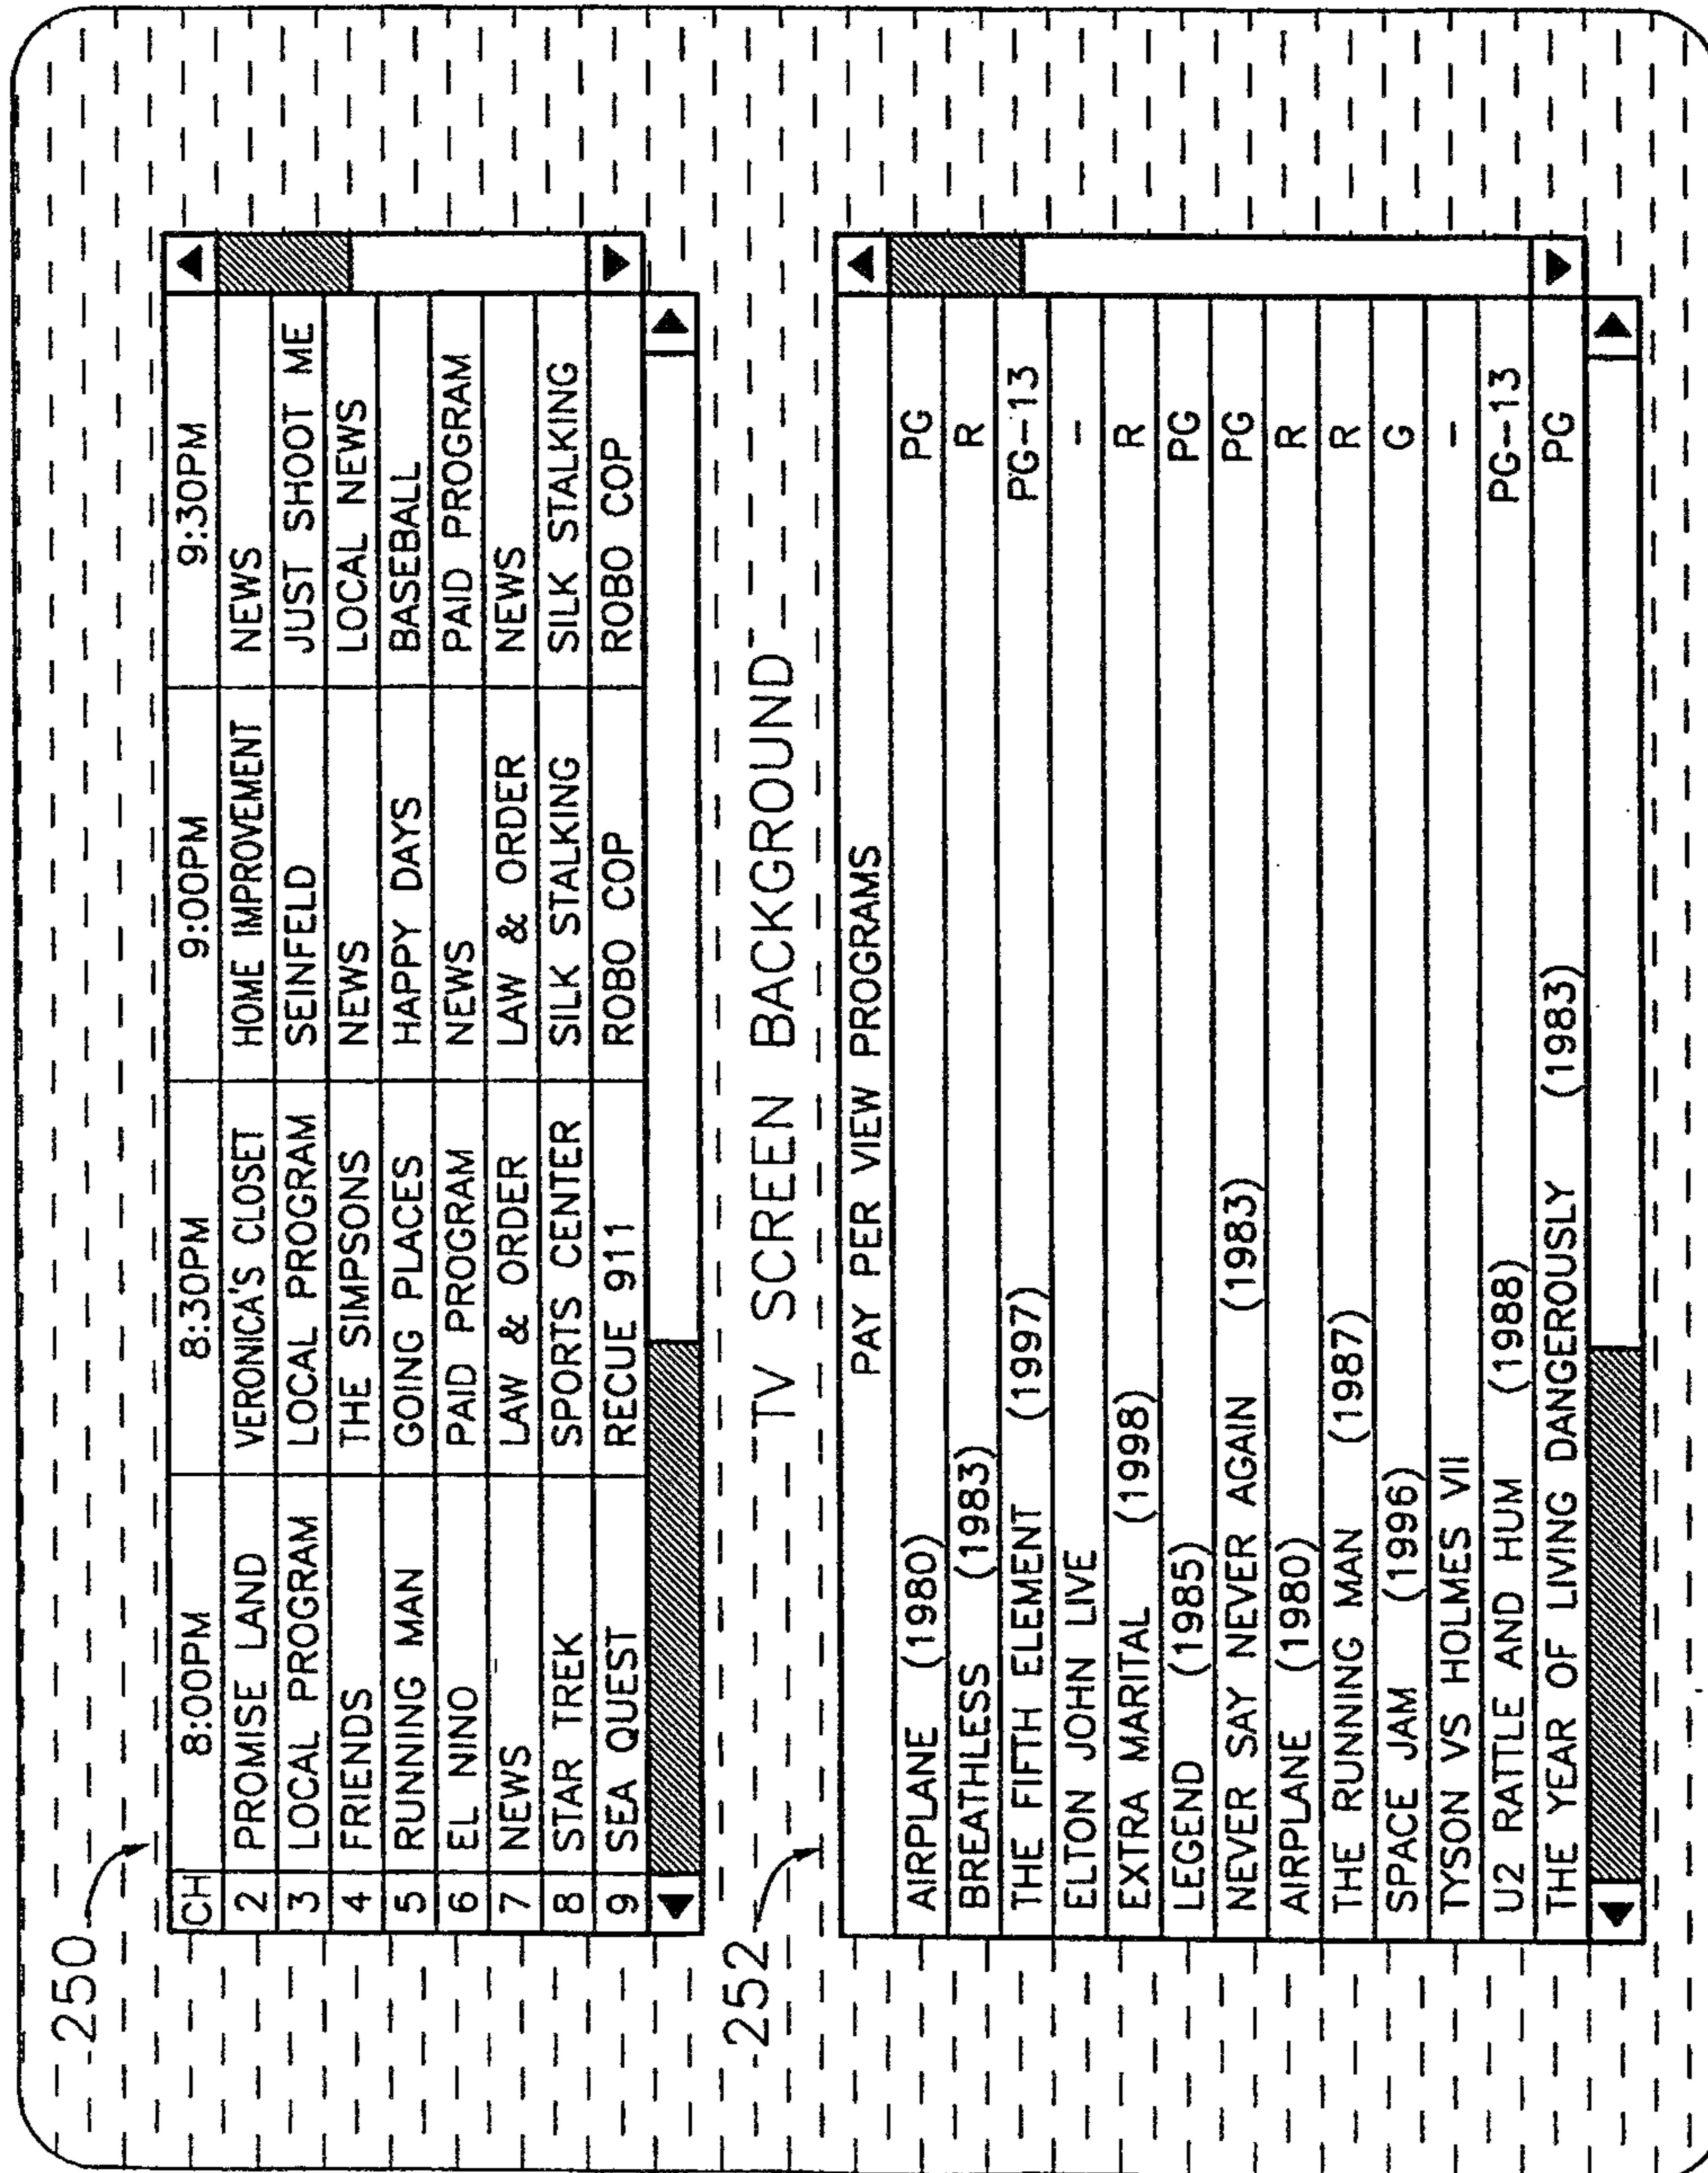 250
CH 8:00PM 8:30PM 9:00PM 9:30PM
2 PROMISE LAND VERONICA'S CLOSET HOME IMPROVEMENT NEWS
3 LOCAL PROGRAM LOCAL PROGRAM SEINFELD JUST SHOOT ME
4 FRIENDS THE SIMPSONS NEWS LOCAL NEWS
5 RUNNING MAN GOING PLACES HAPPY DAYS BASEBALL
6 EL NINO PAID PROGRAM NEWS PAID PROGRAM
7 NEWS LAW & ORDER LAW & ORDER NEWS
8 STAR TREK SPORTS CENTER SILK STALKING SILK STALKING
9 SEA QUEST RECUE 911 ROBO COP ROBO COP
TV SCREEN BACKGROUND
252
PAY PER VIEW PROGRAMS
AIRPLANE (1980) PG
BREATHLESS (1983) R
THE FIFTH ELEMENT (1997) PG-13
ELTON JOHN LIVE -
EXTRA MARITAL (1998) R
LEGEND (1985) PG
NEVER SAY NEVER AGAIN (1983) PG
AIRPLANE (1980) R
THE RUNNING MAN (1987) R
SPACE JAM (1996) G
TYSON VS HOLMES VII -
U2 RATTLE AND HUM (1988) PG-13
THE YEAR OF LIVING DANGEROUSLY (1983) PG